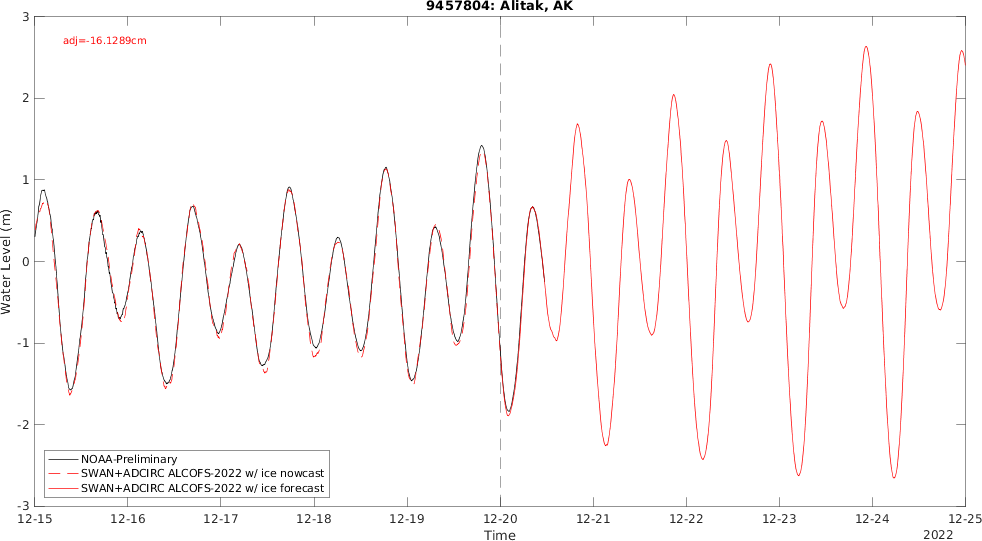 9457804: Alitak, AK
adj=-16.1289cm
Water Level (m)
3
2
1
0
-1
-2
-3
NOAA-Preliminary
SWAN+ADCIRC ALCOFS-2022 w/ ice nowcast
SWAN+ADCIRC ALCOFS-2022 w/ ice forecast
12-15 12-16 12-17 12-18 12-19 12-20 12-21 12-22 12-23 12-24 12-25
Time
2022